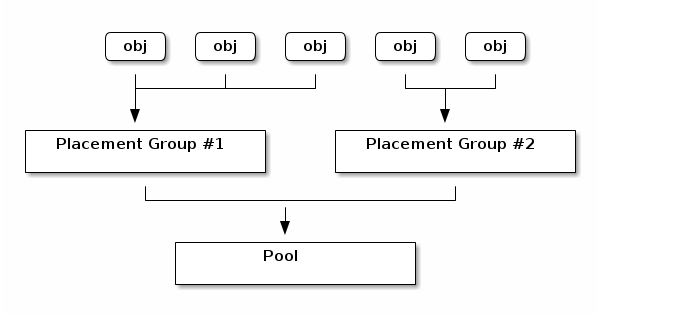 obj obj obj obj obj
Placement Group #1 Placement Group #2
Pool